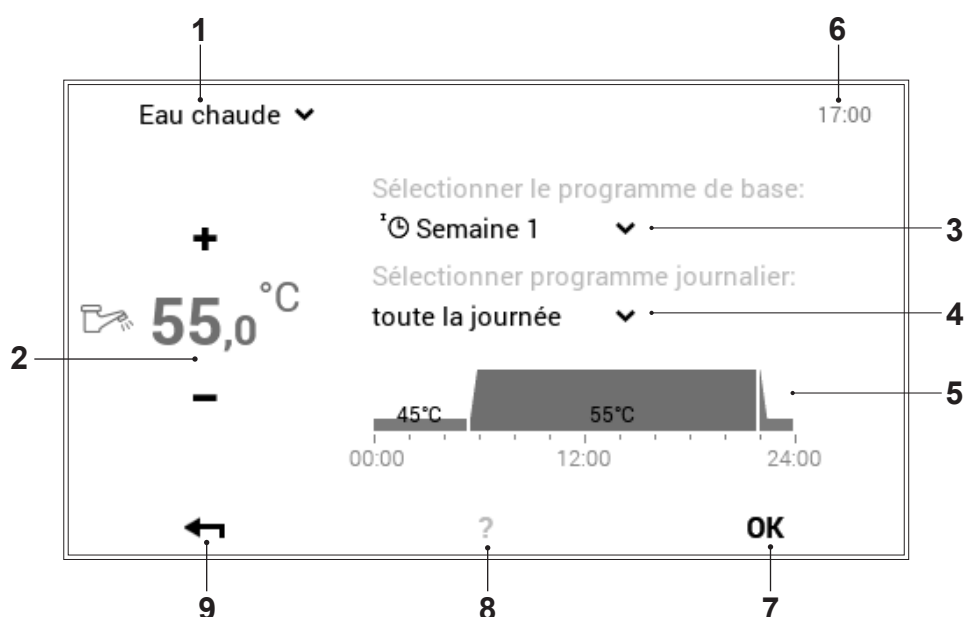 1 6
Eau chaude 17:00
Sélectionner le programme de base:
I Semaine 1 3
+
Sélectionner programme journalier:
°C
55,0 toute la journée 4
2
− 5
45°C 55°C
00:00 12:00 24:00
? OK
9 8 7